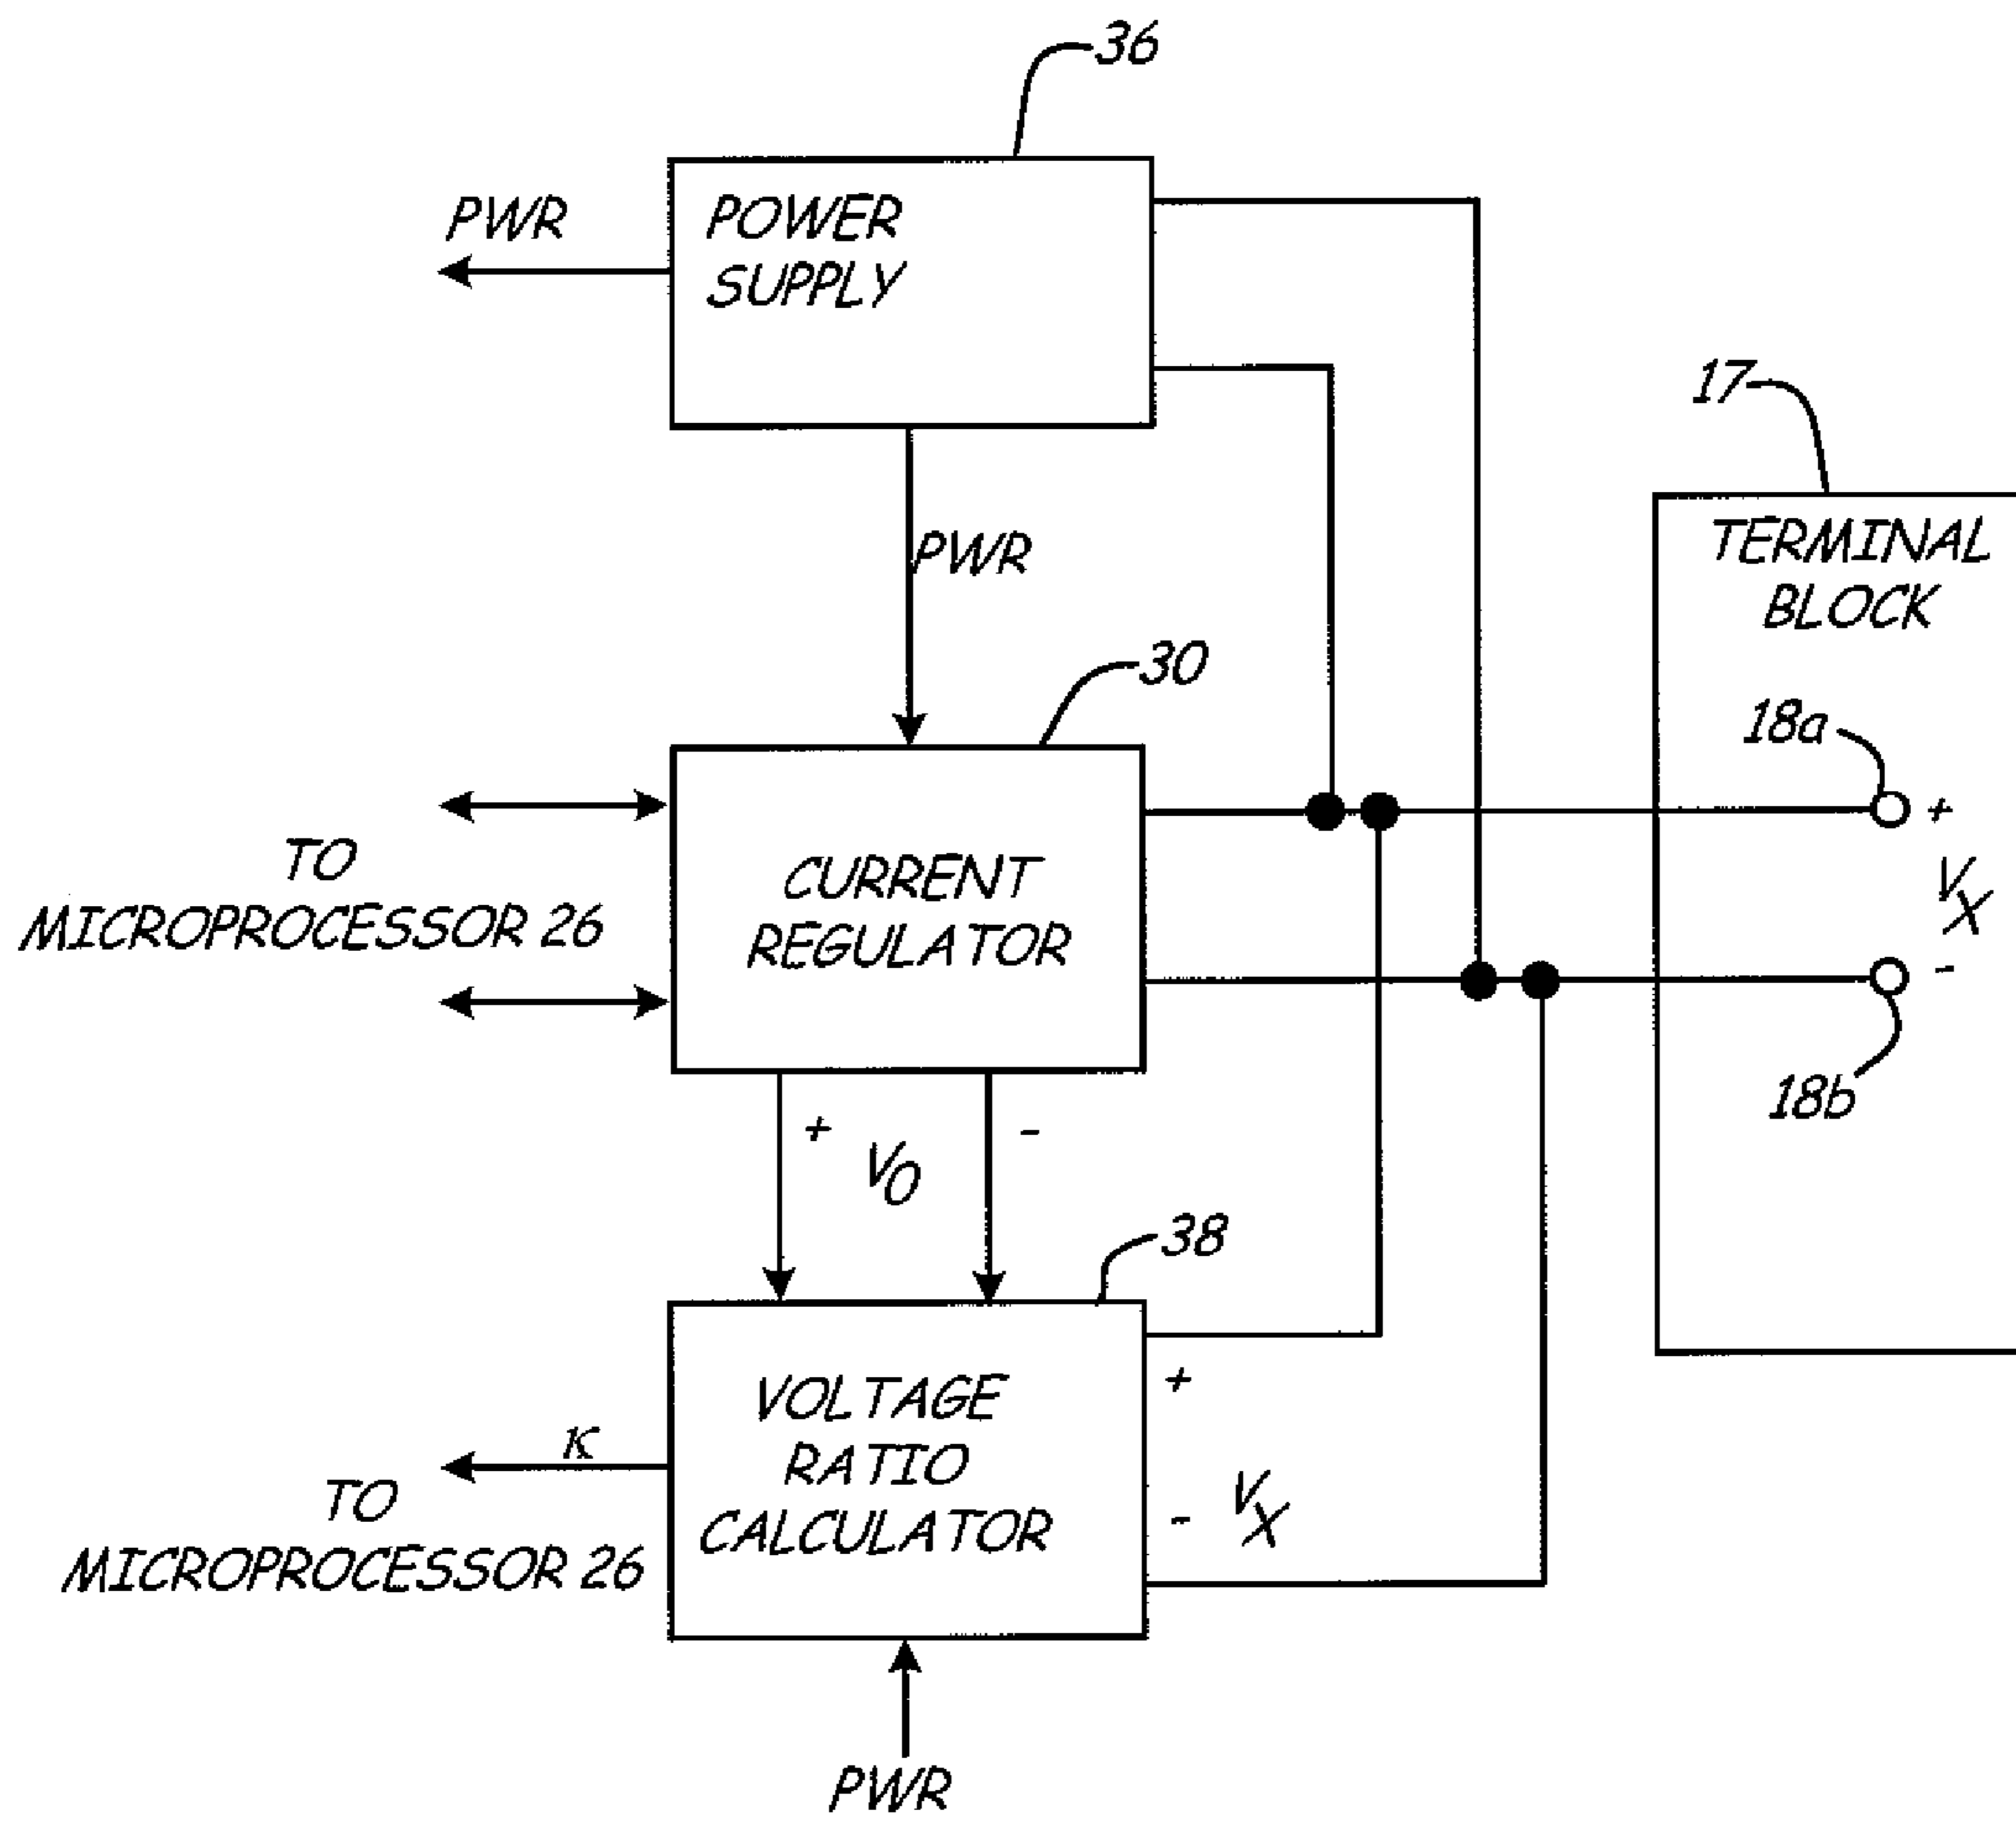 36
PWR
POWER
SUPPLY
17
PWR
TERMINAL
BLOCK
30
18a
+
TO
MICROPROCESSOR 26
CURRENT
REGULATOR
VX
-
18b
+
VO
-
38
VOLTAGE
RATIO
CALCULATOR
+
K
TO
MICROPROCESSOR 26
-
VX
PWR